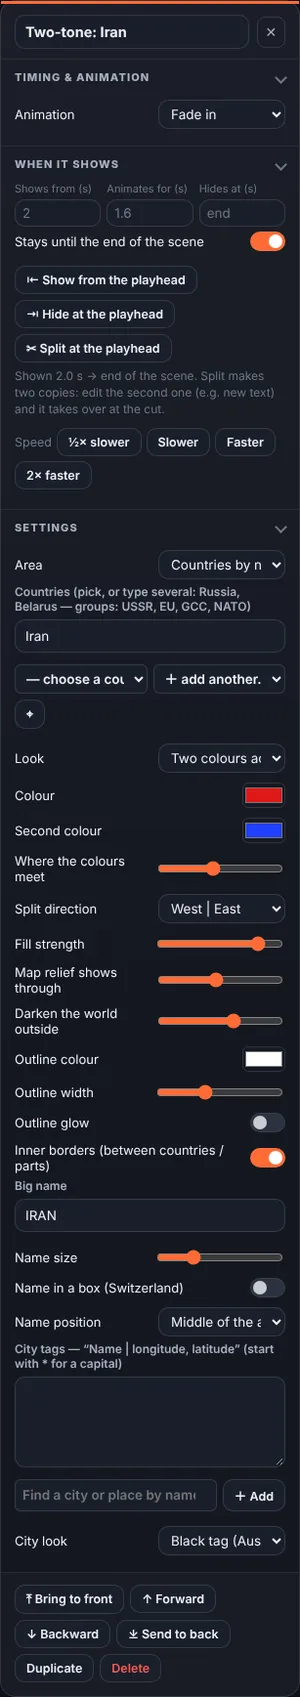 Two-tone: Iran
×
TIMING & ANIMATION
Animation
Fade in
WHEN IT SHOWS
Shows from (s)
Animates for (s)
Hides at (s)
2
1.6
end
Stays until the end of the scene
⇤ Show from the playhead
⇥ Hide at the playhead
✂ Split at the playhead
Shown 2.0 s → end of the scene. Split makes
two copies: edit the second one (e.g. new text)
and it takes over at the cut.
Speed
½× slower
Slower
Faster
2× faster
SETTINGS
Area
Countries by n
Countries (pick, or type several: Russia,
Belarus — groups: USSR, EU, GCC, NATO)
Iran
— choose a cou
+ add another.
Look
Two colours ac
Colour
Second colour
Where the colours
meet
Split direction
West | East
Fill strength
Map relief shows
through
Darken the world
outside
Outline colour
Outline width
Outline glow
Inner borders (between countries /
parts)
Big name
IRAN
Name size
Name in a box (Switzerland)
Name position
Middle of the a
City tags — “Name | longitude, latitude” (start
with * for a capital)
Find a city or place by name
+ Add
City look
Black tag (Aus
⤒ Bring to front
↑ Forward
↓ Backward
⤓ Send to back
Duplicate
Delete